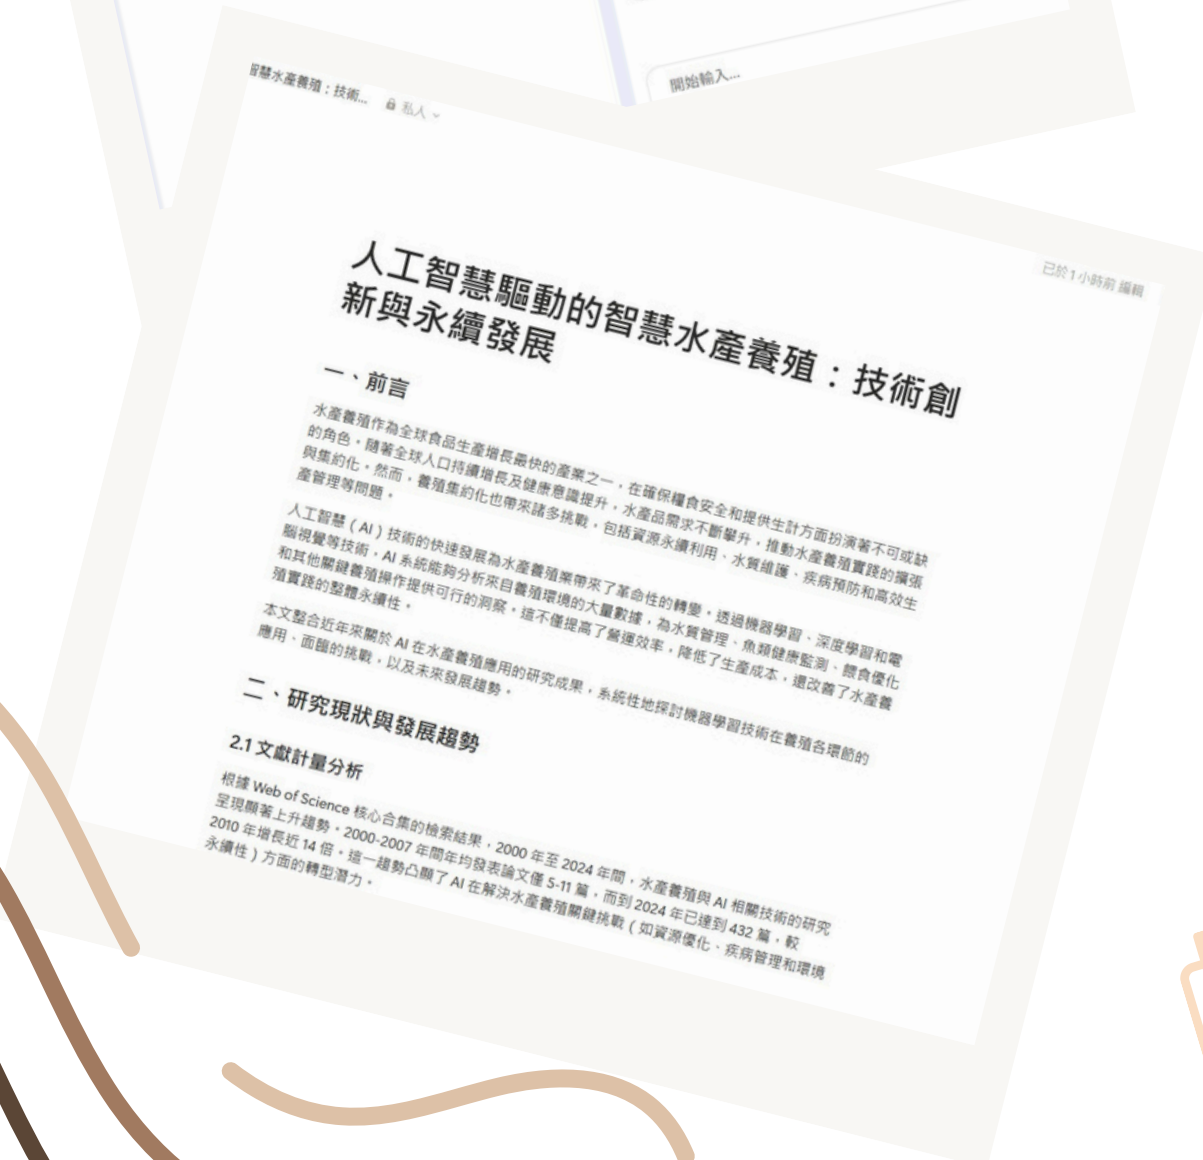 開始輸入...
智慧水產養殖：技術...
私人
已於 1 小時前 編輯
人工智慧驅動的智慧水產養殖：技術創
新與永續發展
一、前言
水產養殖作為全球食品生產增長最快的產業之一，在確保糧食安全和提供生計方面扮演著不可或缺
的角色。隨著全球人口持續增長及健康意識提升，水產品需求不斷攀升，推動水產養殖實踐的擴張
與集約化。然而，養殖集約化也帶來諸多挑戰，包括資源永續利用、水質維護、疾病預防和高效生
產管理等問題。
人工智慧（AI）技術的快速發展為水產養殖業帶來了革命性的轉變。透過機器學習、深度學習和電
腦視覺等技術，AI 系統能夠分析來自養殖環境的大量數據，為水質管理、魚類健康監測、餵食優化
和其他關鍵養殖操作提供可行的洞察。這不僅提高了營運效率，降低了生產成本，還改善了水產養
殖實踐的整體永續性。
本文整合近年來關於 AI 在水產養殖應用的研究成果，系統性地探討機器學習技術在養殖各環節的
應用、面臨的挑戰，以及未來發展趨勢。
二、研究現狀與發展趨勢
2.1 文獻計量分析
根據 Web of Science 核心合集的檢索結果，2000 年至 2024 年間，水產養殖與 AI 相關技術的研究
呈現顯著上升趨勢。2000-2007 年間年均發表論文僅 5-11 篇，而到 2024 年已達到 432 篇，較
2010 年增長近 14 倍。這一趨勢凸顯了 AI 在解決水產養殖關鍵挑戰（如資源優化、疾病管理和環境
永續性）方面的轉型潛力。